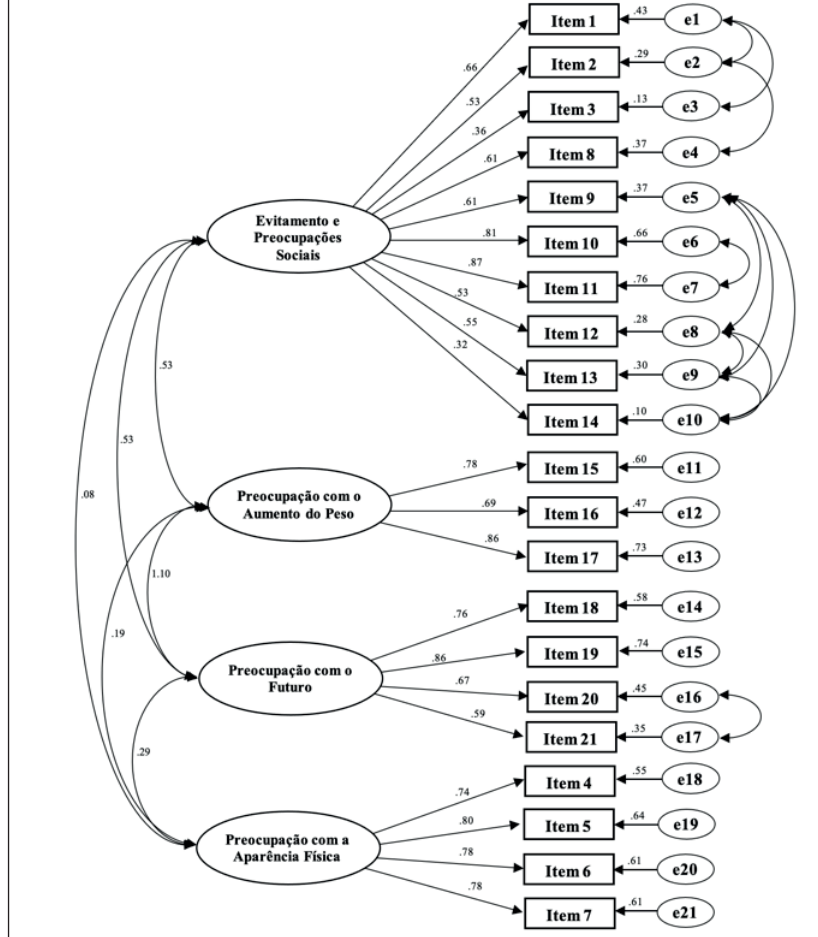 Item 1
.43
e1
.66
Item 2
.29
e2
.53
Item 3
.13
e3
.36
Item 8
.37
e4
.61
Item 9
.37
e5
.61
Evitamento e
Preocupações
Sociais
Item 10
.66
e6
.81
Item 11
.76
e7
.87
Item 12
.28
e8
.53
Item 13
.30
e9
.55
Item 14
.10
e10
.32
.53
.53
.08
Preocupação com o
Aumento do Peso
.78
Item 15
.60
e11
.69
Item 16
.47
e12
.86
Item 17
.73
e13
1.10
.19
Preocupação com o
Futuro
.76
Item 18
.58
e14
.86
Item 19
.74
e15
.67
Item 20
.45
e16
.59
Item 21
.35
e17
.29
Preocupação com a
Aparência Física
.74
Item 4
.55
e18
.80
Item 5
.64
e19
.78
Item 6
.61
e20
.78
Item 7
.61
e21